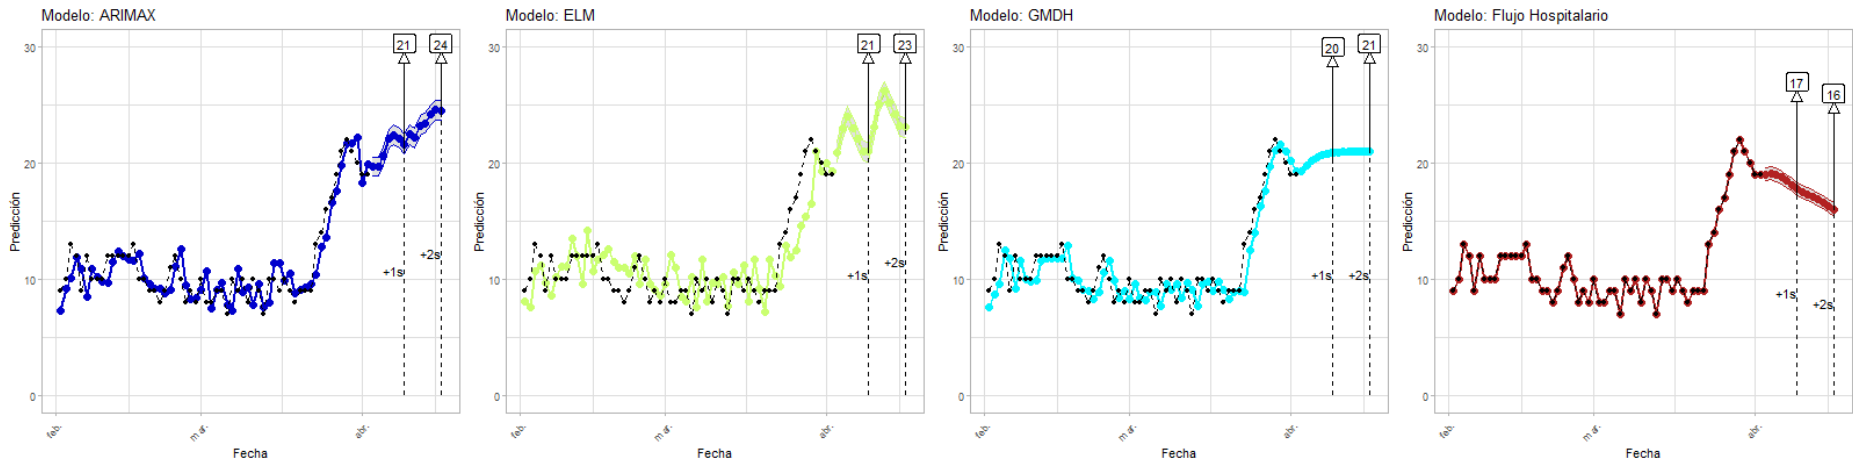 Modelo: ARIMAX
30
20
10
0
Predicción
21
24
+1s
+2s
feb.
mar.
abr.
Fecha
Modelo: ELM
30
20
10
0
Predicción
21
23
+1s
+2s
feb.
mar.
abr.
Fecha
Modelo: GMDH
30
20
10
0
Predicción
20
21
+1s
+2s
feb.
mar.
abr.
Fecha
Modelo: Flujo Hospitalario
30
20
10
0
Predicción
17
16
+1s
+2s
feb.
mar.
abr.
Fecha